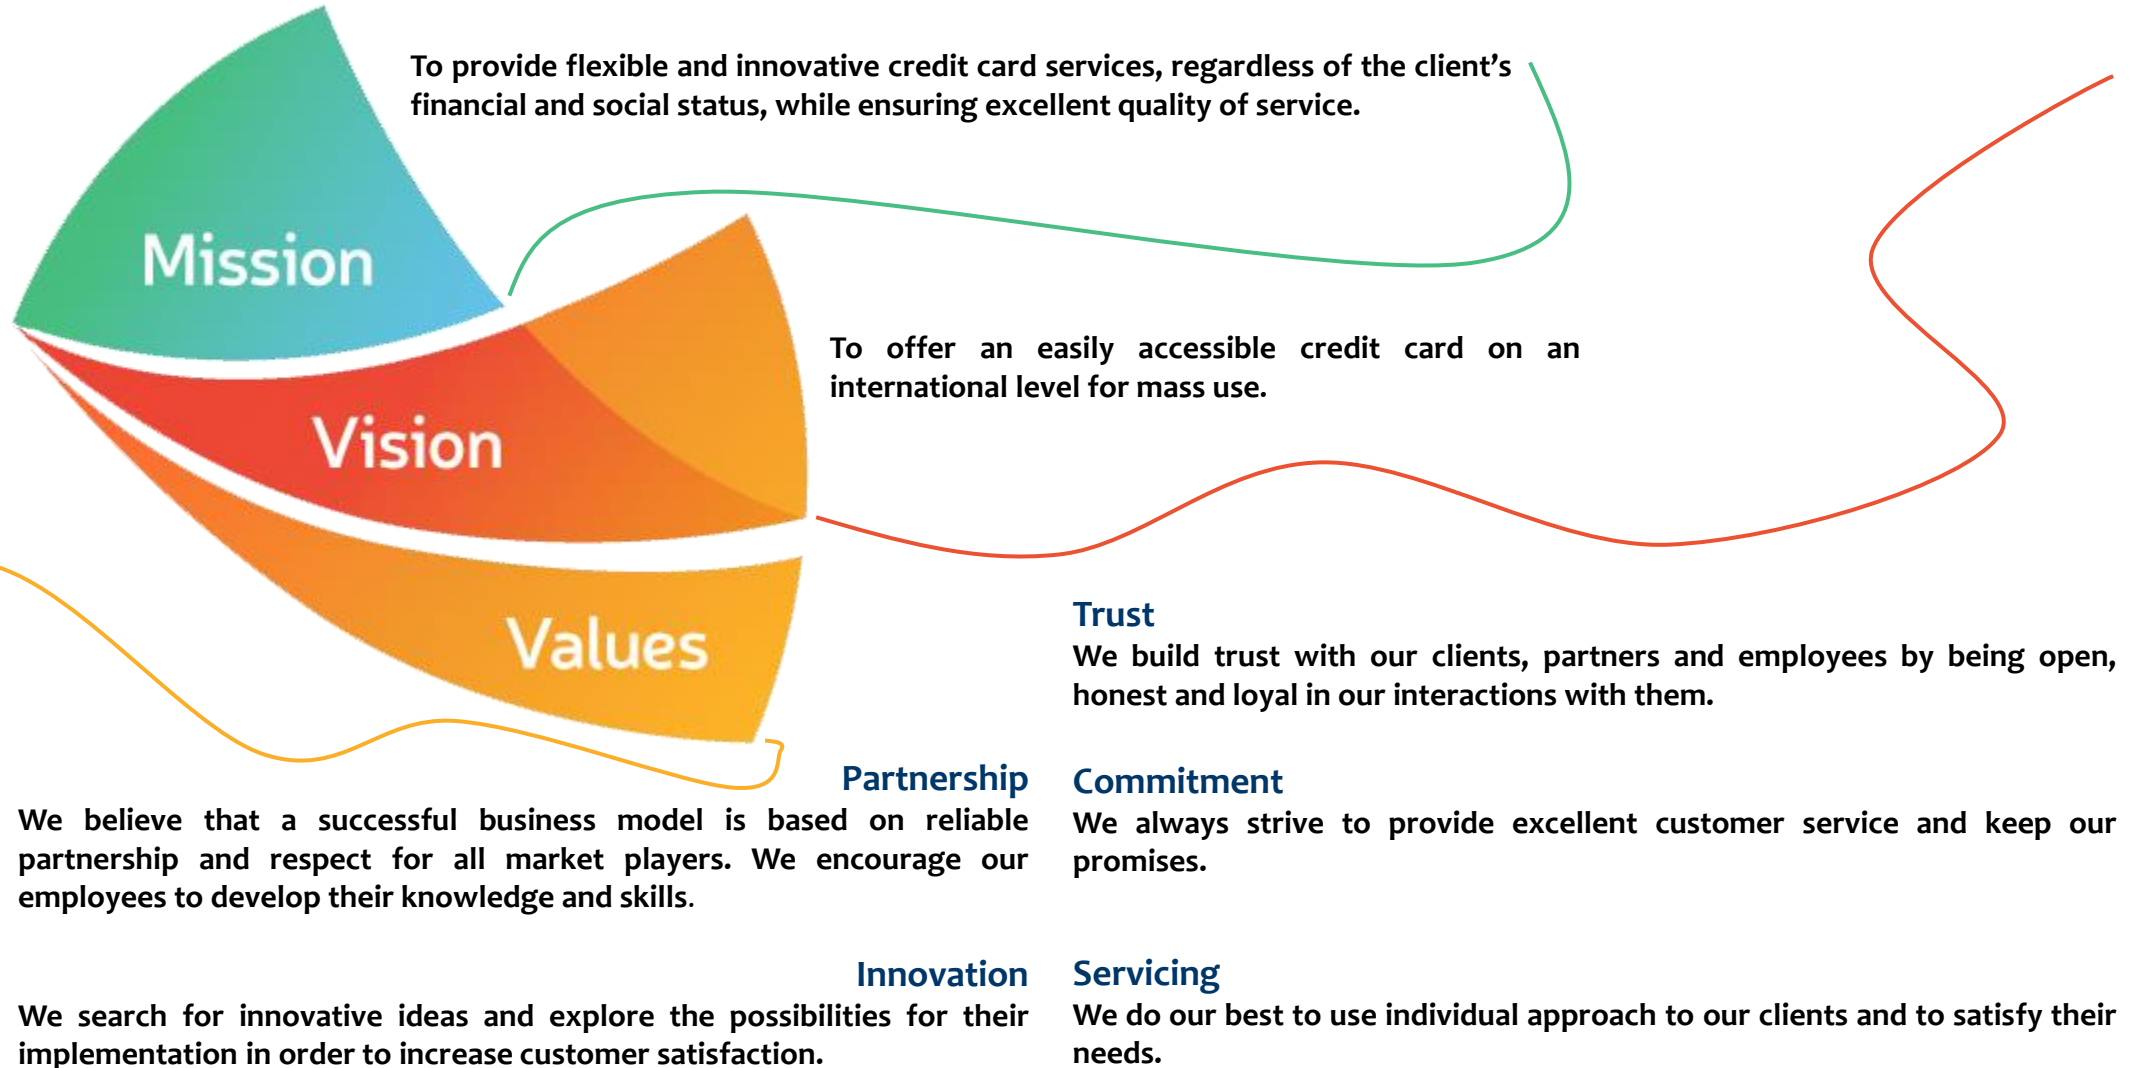 To provide flexible and innovative credit card services, regardless of the client’s
financial and social status, while ensuring excellent quality of service.
Mission
To offer an easily accessible credit card on an
international level for mass use.
Vision
Values
Trust
We build trust with our clients, partners and employees by being open,
honest and loyal in our interactions with them.
Partnership
We believe that a successful business model is based on reliable
partnership and respect for all market players. We encourage our
employees to develop their knowledge and skills.
Commitment
We always strive to provide excellent customer service and keep our
promises.
Innovation
We search for innovative ideas and explore the possibilities for their
implementation in order to increase customer satisfaction.
Servicing
We do our best to use individual approach to our clients and to satisfy their
needs.